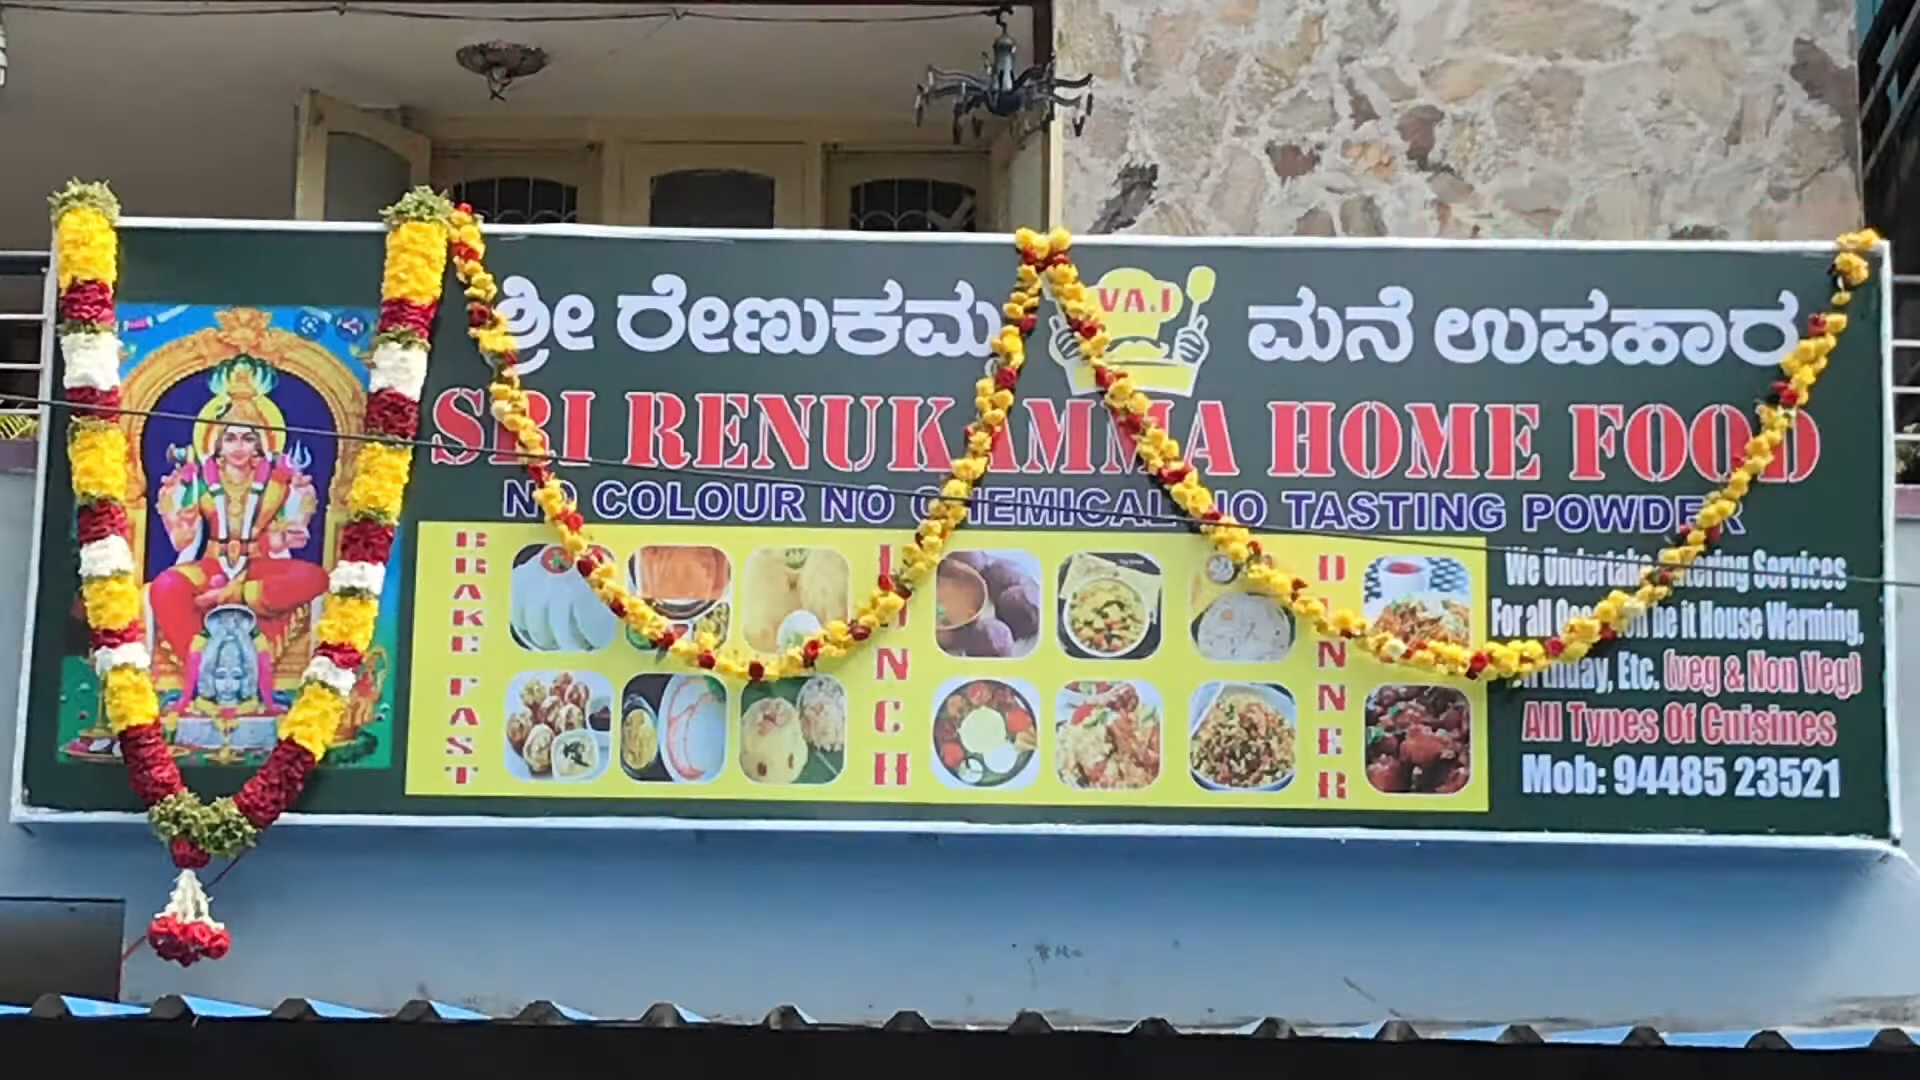 ಶ್ರೀ ರೇಣುಕಮ್ಮ VAJ ಮನೆ ಉಪಹಾರ
SRI RENUKAMMA HOME FOOD
NO COLOUR NO CHEMICAL NO TASTING POWDER
BRAKE FAST
LUNCH
DINNER
We Undertake Catering Services
For all Occasion be it House Warming,
Birthday, Etc. (veg & Non Veg)
All Types Of Cuisines
Mob: 94485 23521